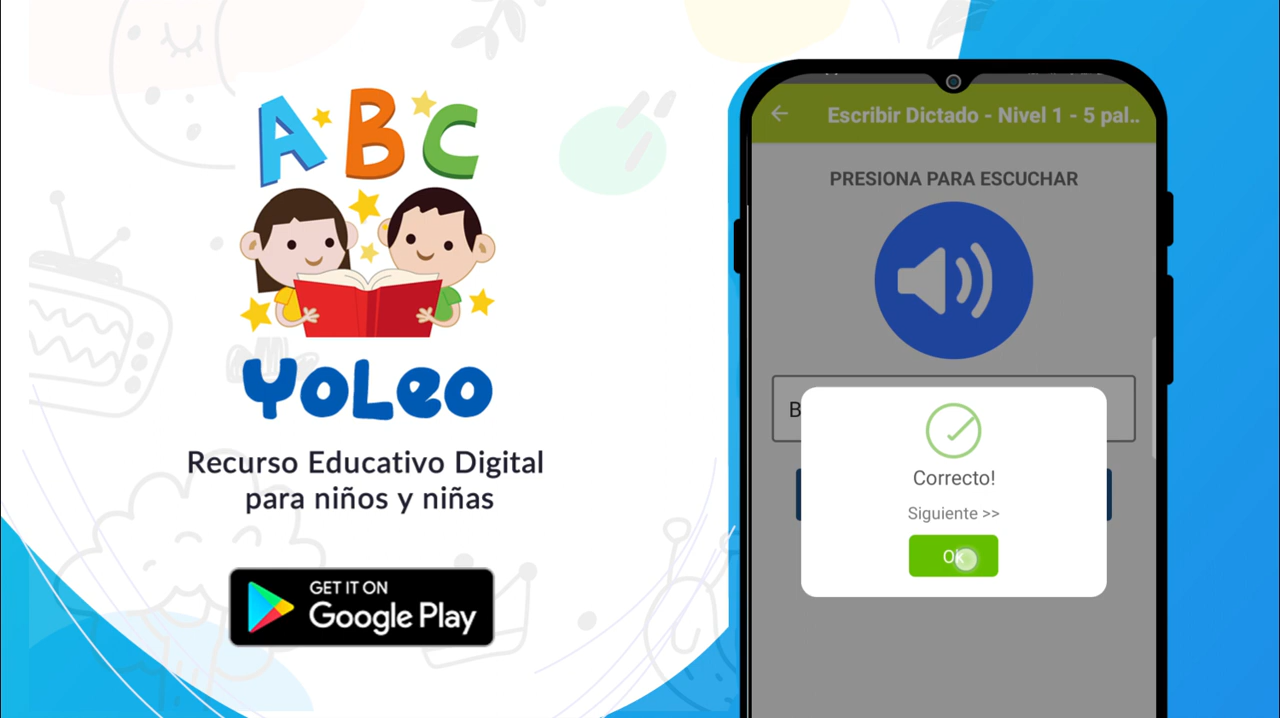 ABC
YoLeo
Recurso Educativo Digital
para niños y niñas
GET IT ON
Google Play
Escribir Dictado - Nivel 1 - 5 pal..
PRESIONA PARA ESCUCHAR
B
Correcto!
Siguiente >>
Ok